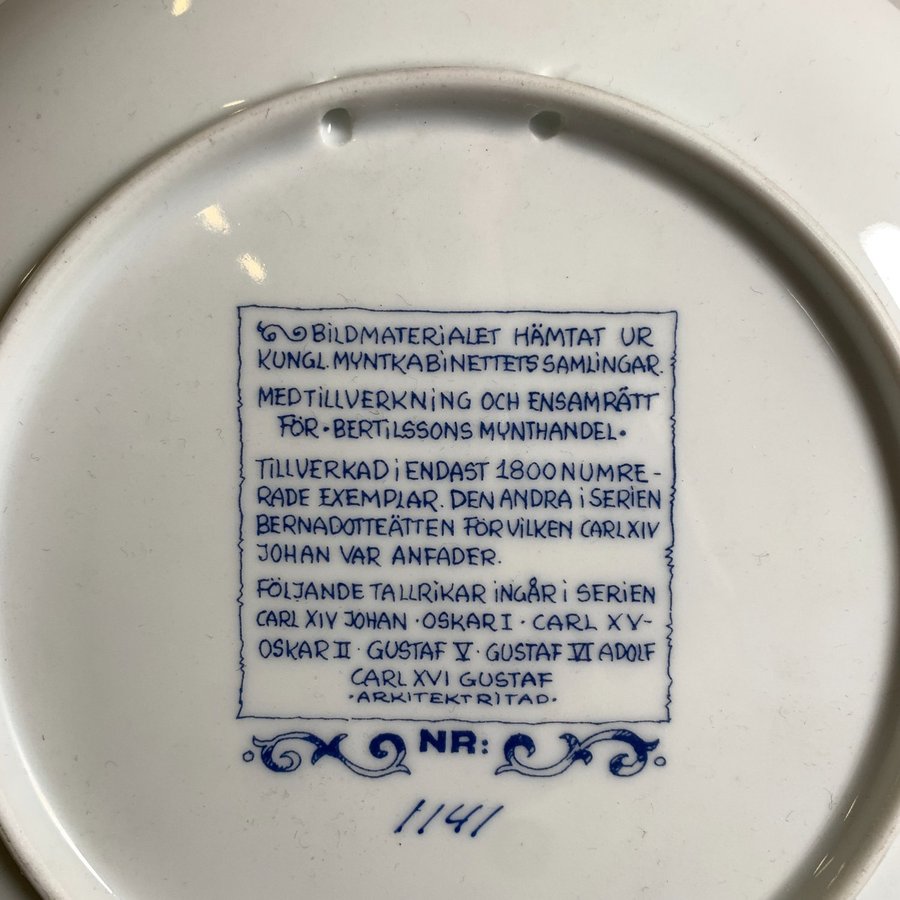 BILDMATERIALET HÄMTAT UR
KUNGL. MYNTKABINETTETS SAMLINGAR.
MED TILLVERKNING OCH ENSAMRÄTT
FÖR • BERTILSSONS MYNTHANDEL •
TILLVERKAD i ENDAST 1800 NUMRE-
RADE EXEMPLAR. DEN ANDRA i SERIEN
BERNADOTTEÄTTEN FÖR VILKEN CARL XIV
JOHAN VAR ANFADER.
FÖLJANDE TALLRIKAR INGÅR i SERIEN
CARL XIV JOHAN · OSKAR I · CARL XV -
OSKAR II · GUSTAF V · GUSTAF VI ADOLF
CARL XVI GUSTAF
· ARKITEKTRITAD ·
NR:
1141